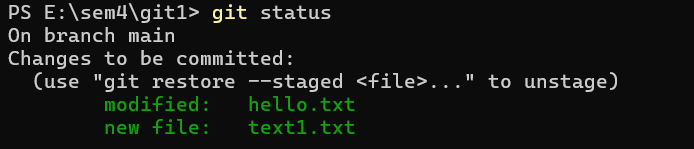 PS E:\sem4\git1> git status
On branch main
Changes to be committed:
  (use "git restore --staged <file>..." to unstage)
        modified:   hello.txt
        new file:   text1.txt